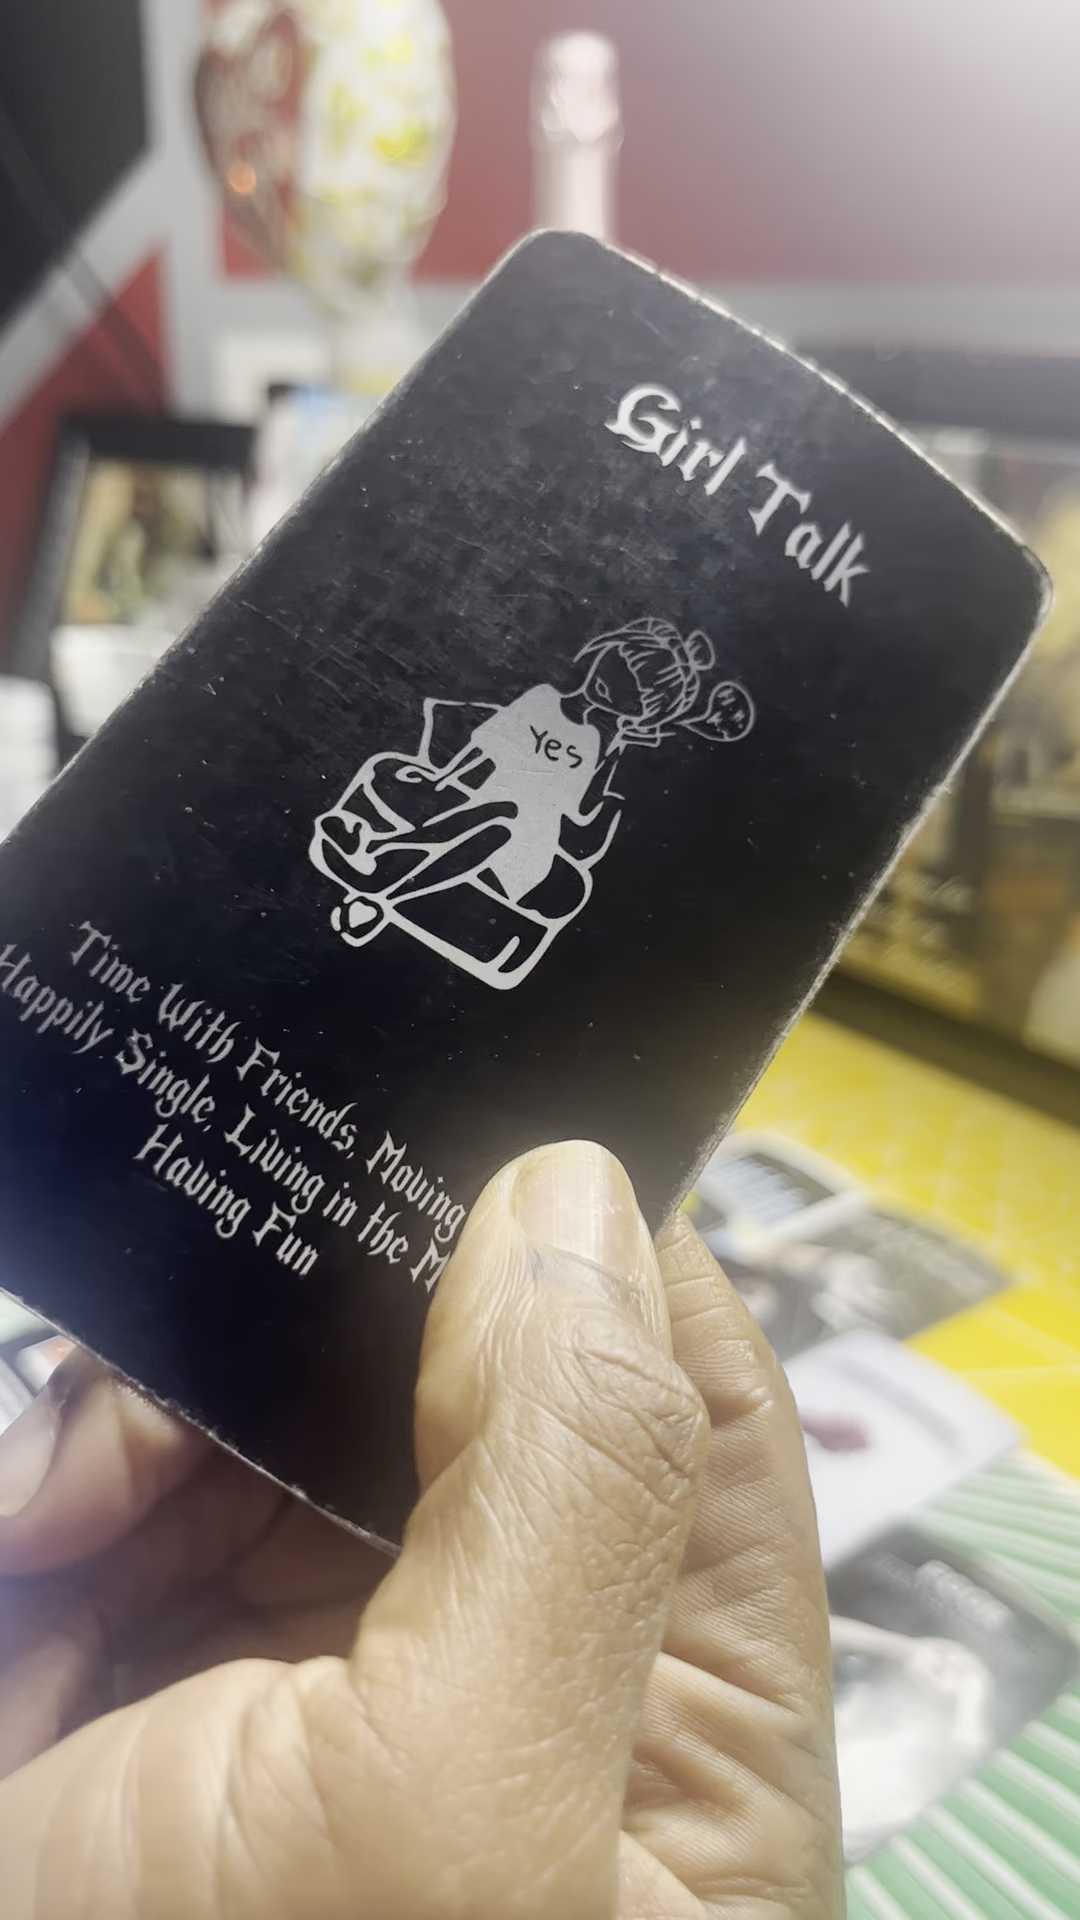 Girl Talk
Yes
Time With Friends, Moving
Happily Single, Living in the M
Having Fun